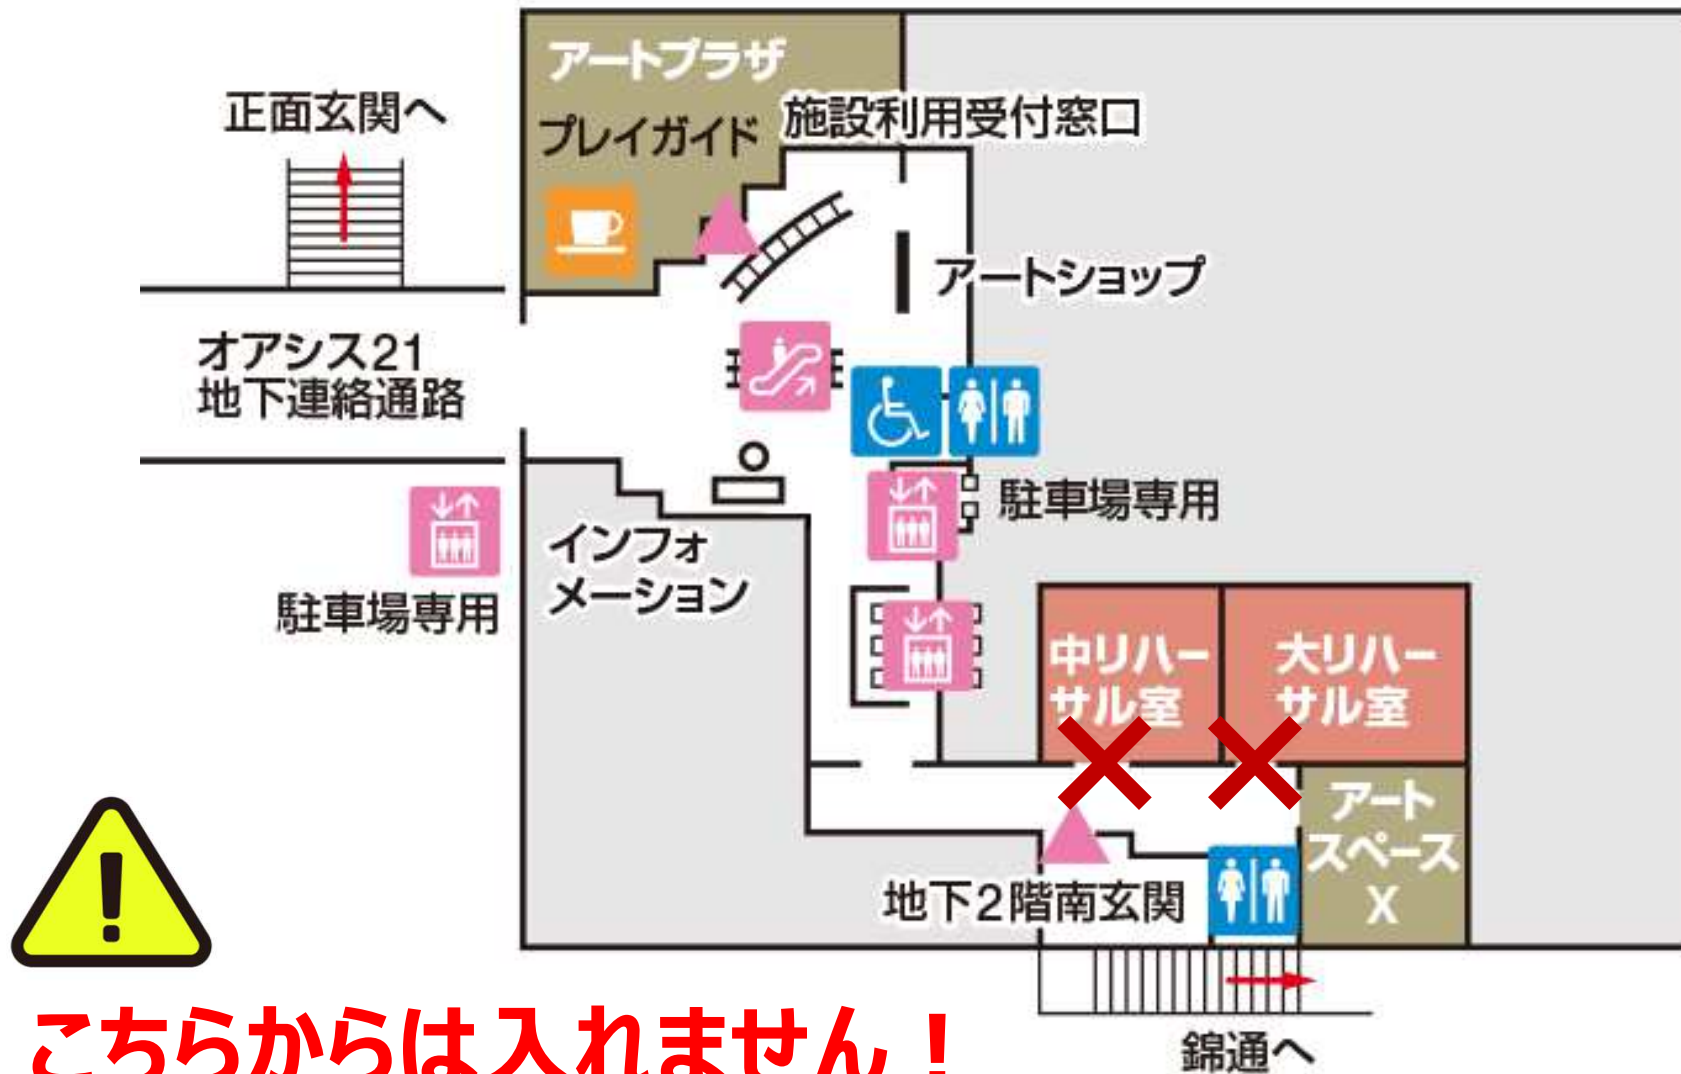 アートプラザ
正面玄関へ
プレイガイド
施設利用受付窓口
アートショップ
オアシス21
地下連絡通路
駐車場専用
インフォ
メーション
駐車場専用
中リハー
サル室
大リハー
サル室
アート
スペース
X
地下2階南玄関
こちらからは入れません！
錦通へ